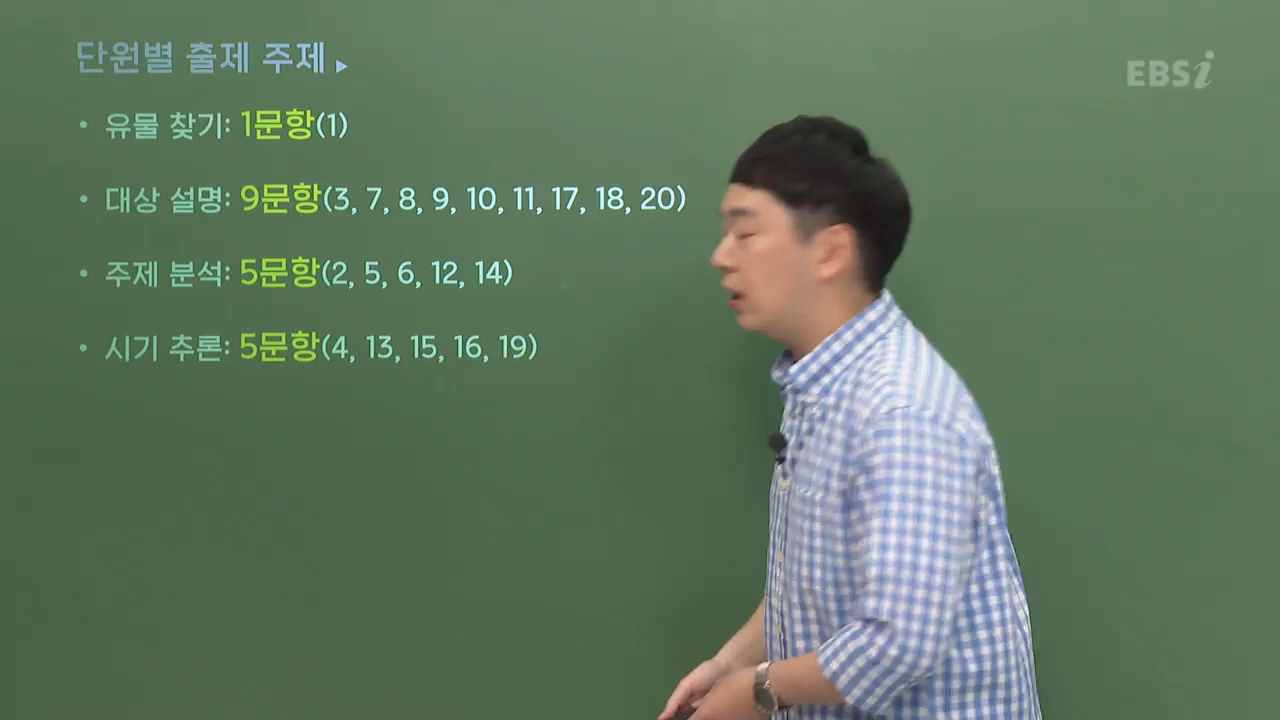 단원별 출제 주제 ▶
EBSi
• 유물 찾기: 1문항(1)
• 대상 설명: 9문항(3, 7, 8, 9, 10, 11, 17, 18, 20)
• 주제 분석: 5문항(2, 5, 6, 12, 14)
• 시기 추론: 5문항(4, 13, 15, 16, 19)